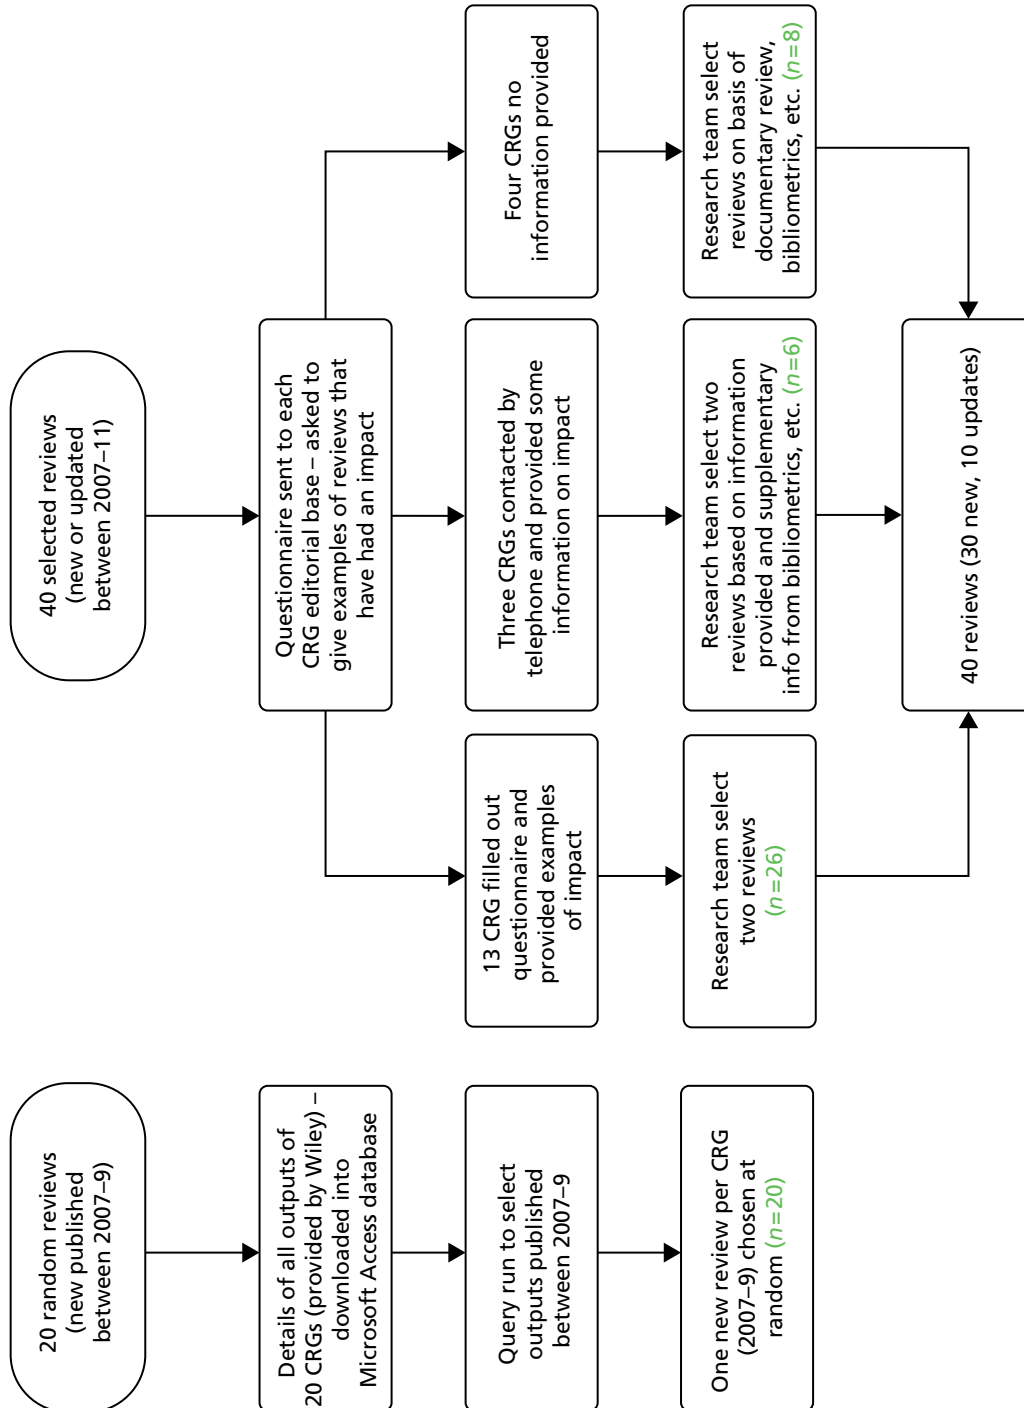 20 random reviews
(new published
between 2007–9)
Details of all outputs of
20 CRGs (provided by Wiley) –
downloaded into
Microsoft Access database
Query run to select
outputs published
between 2007–9
One new review per CRG
(2007–9) chosen at
random (n=20)
40 selected reviews
(new or updated
between 2007–11)
Questionnaire sent to each
CRG editorial base – asked to
give examples of reviews that
have had an impact
13 CRG filled out
questionnaire and
provided examples
of impact
Three CRGs contacted by
telephone and provided some
information on impact
Four CRGs no
information provided
Research team select
two reviews
(n=26)
Research team select two
reviews based on information
provided and supplementary
info from bibliometrics, etc. (n=6)
Research team select
reviews on basis of
documentary review,
bibliometrics, etc. (n=8)
40 reviews (30 new, 10 updates)